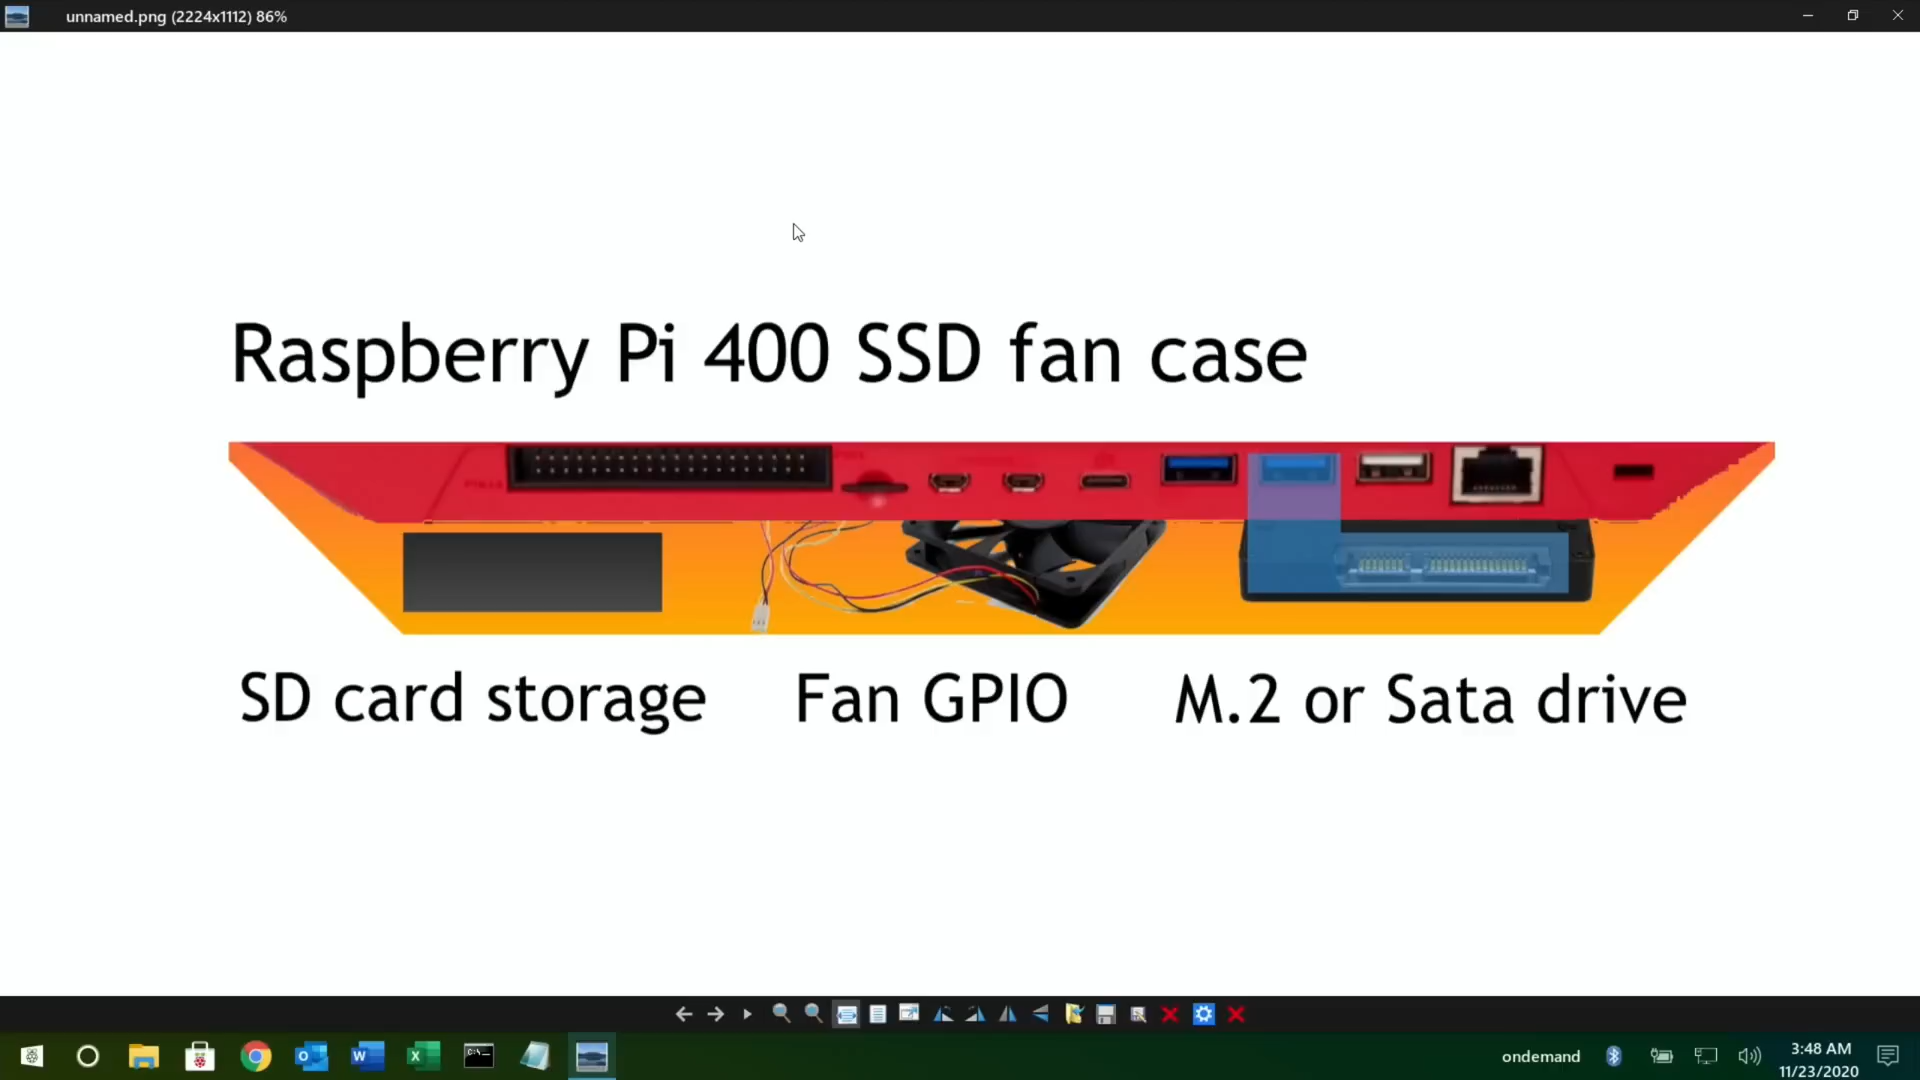 unnamed.png (2224x1112) 86%
Raspberry Pi 400 SSD fan case
SD card storage
Fan GPIO
M.2 or Sata drive
ondemand
3:48 AM
11/23/2020